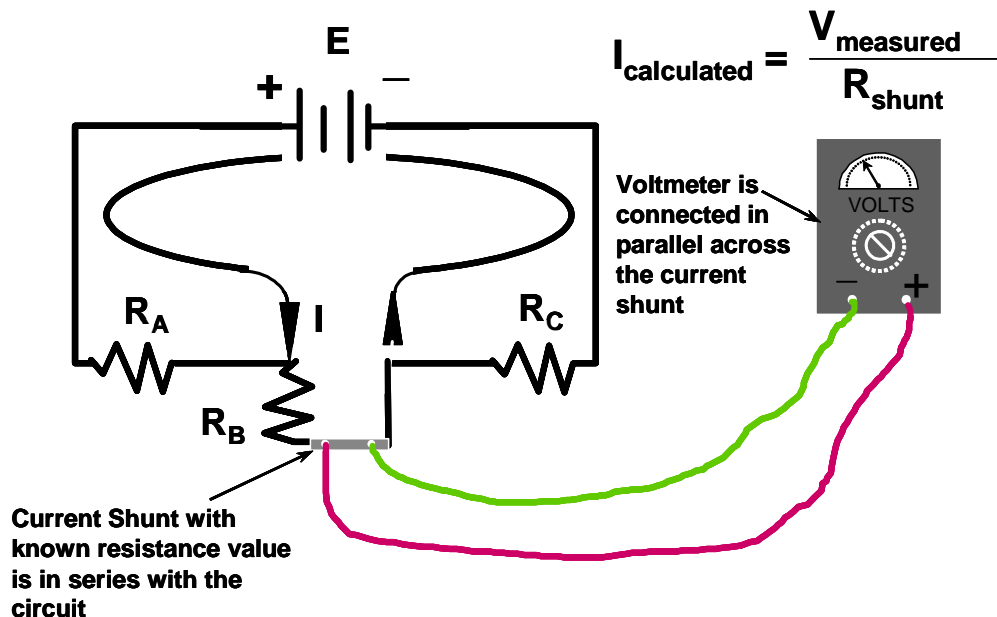 E
+ −
I calculated = V measured
R shunt
Voltmeter is
connected in
parallel across
the current
shunt
VOLTS
− +
R A
I
R C
R B
Current Shunt with
known resistance value
is in series with the
circuit